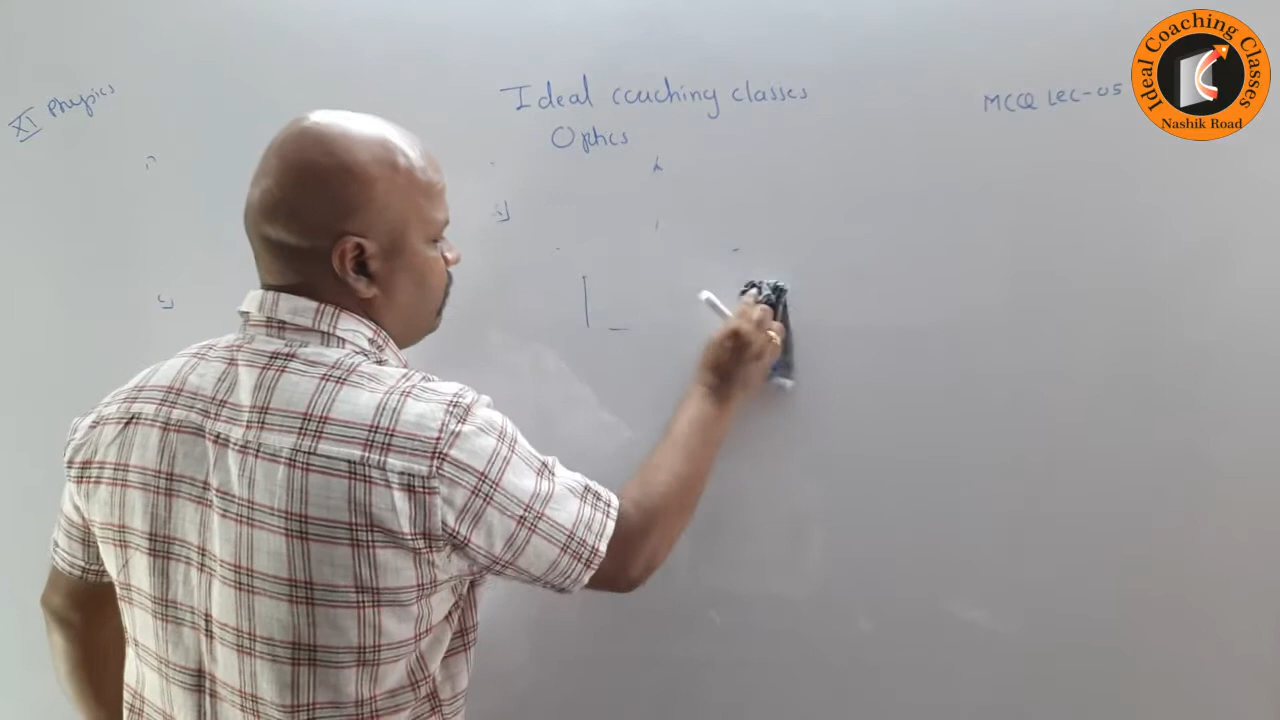 XI Physics
Ideal coaching classes
Optics
MCQ Lec-05
Ideal Coaching Classes
Nashik Road